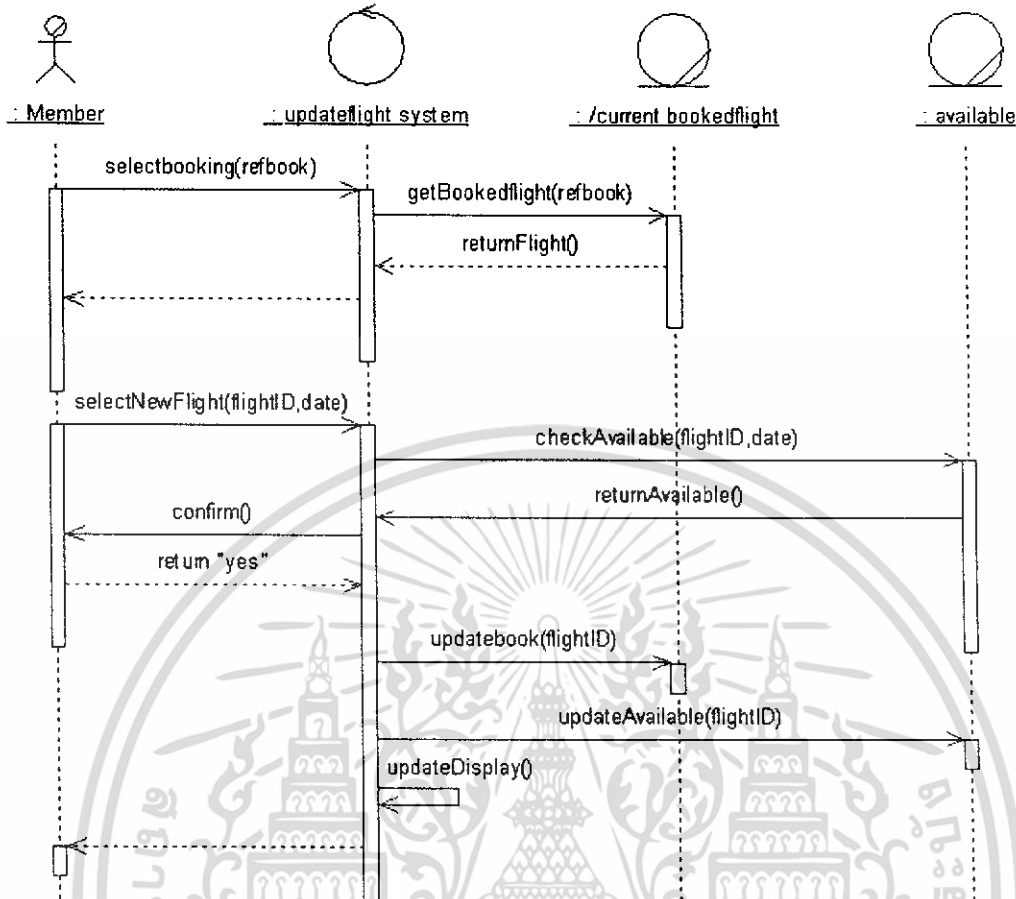 : Member
: updateflight system
: /current bookedflight
: available
selectbooking(refbook)
getBookedflight(refbook)
returnFlight()
selectNewFlight(flightID,date)
checkAvailable(flightID,date)
returnAvailable()
confirm()
return "yes"
updatebook(flightID)
updateAvailable(flightID)
updateDisplay()